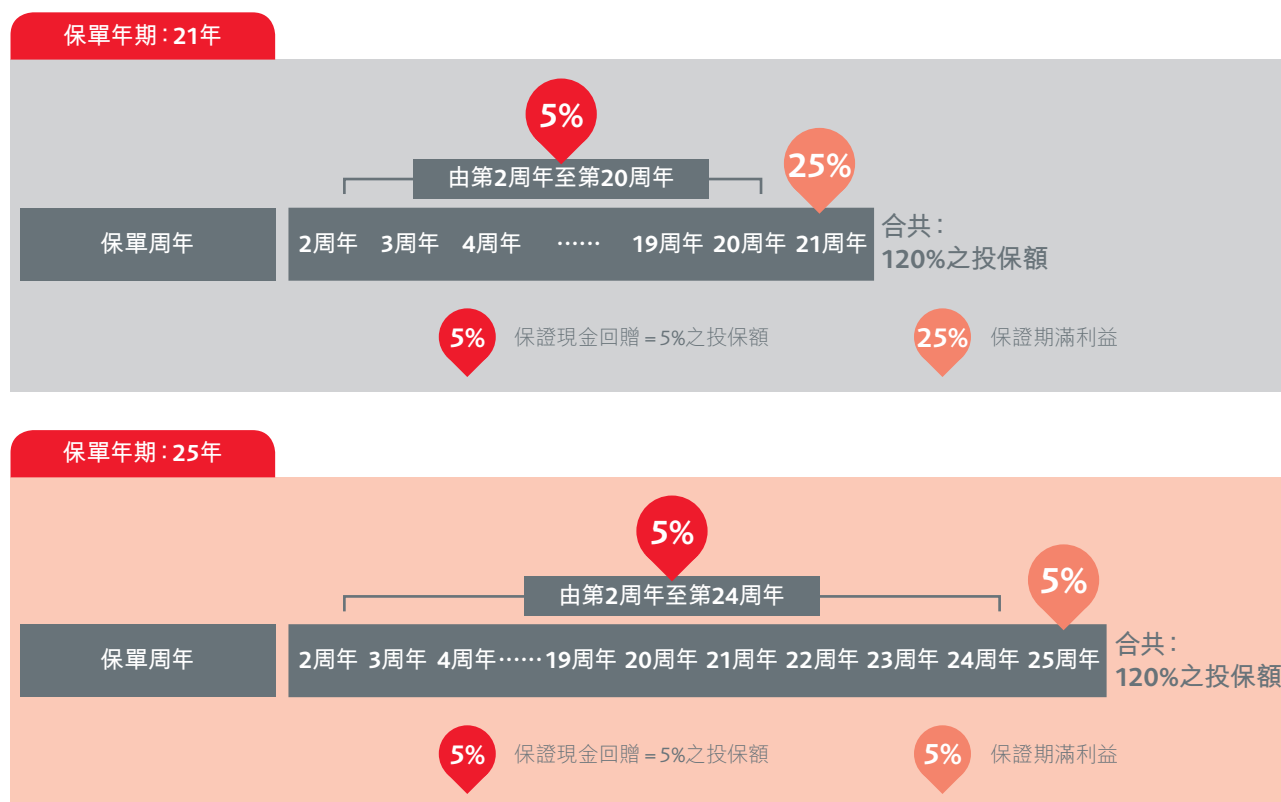 保單年期：21年
5%
25%
由第2周年至第20周年
保單周年
2周年 3周年 4周年 …… 19周年 20周年 21周年
合共：
120%之投保額
5% 保證現金回贈 = 5%之投保額
25% 保證期滿利益
保單年期：25年
5%
5%
由第2周年至第24周年
保單周年
2周年 3周年 4周年……19周年 20周年 21周年 22周年 23周年 24周年 25周年
合共：
120%之投保額
5% 保證現金回贈 = 5%之投保額
5% 保證期滿利益